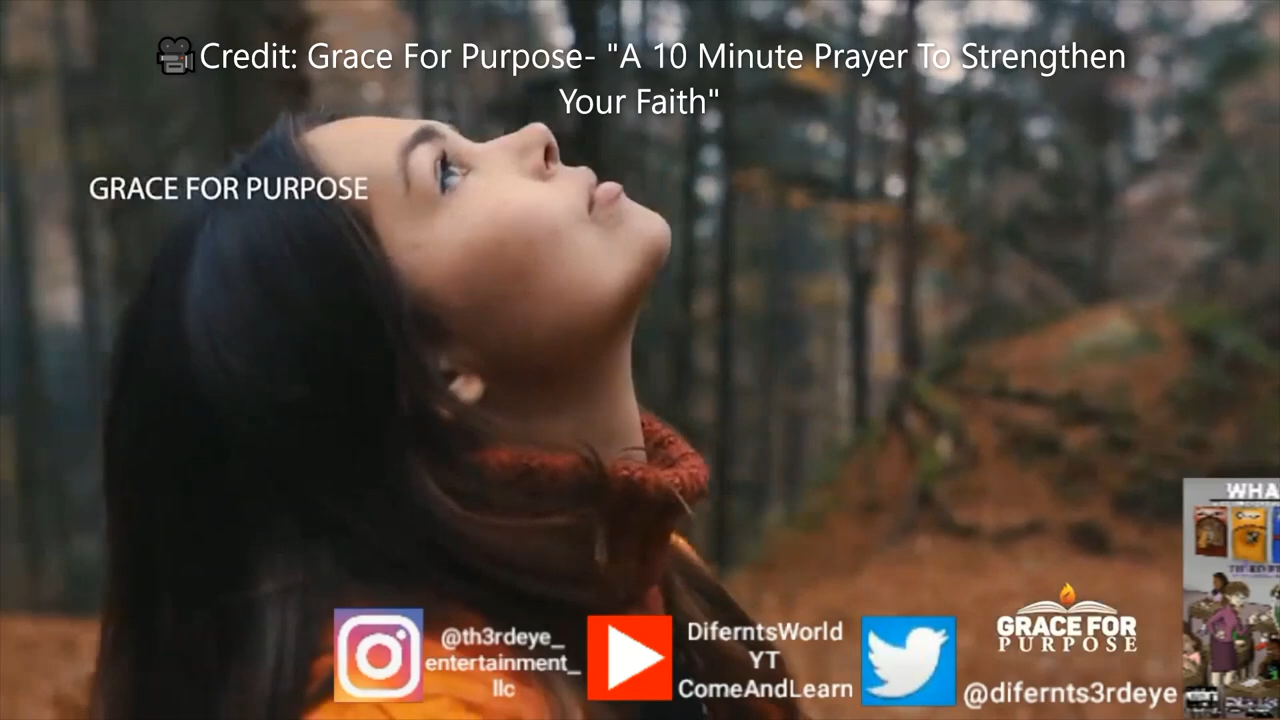 Credit: Grace For Purpose- "A 10 Minute Prayer To Strengthen
Your Faith"
GRACE FOR PURPOSE
@th3rdeye_
entertainment_
llc
DiferntsWorld
YT
ComeAndLearn
GRACE FOR
PURPOSE
@difernts3rdeye
WHA